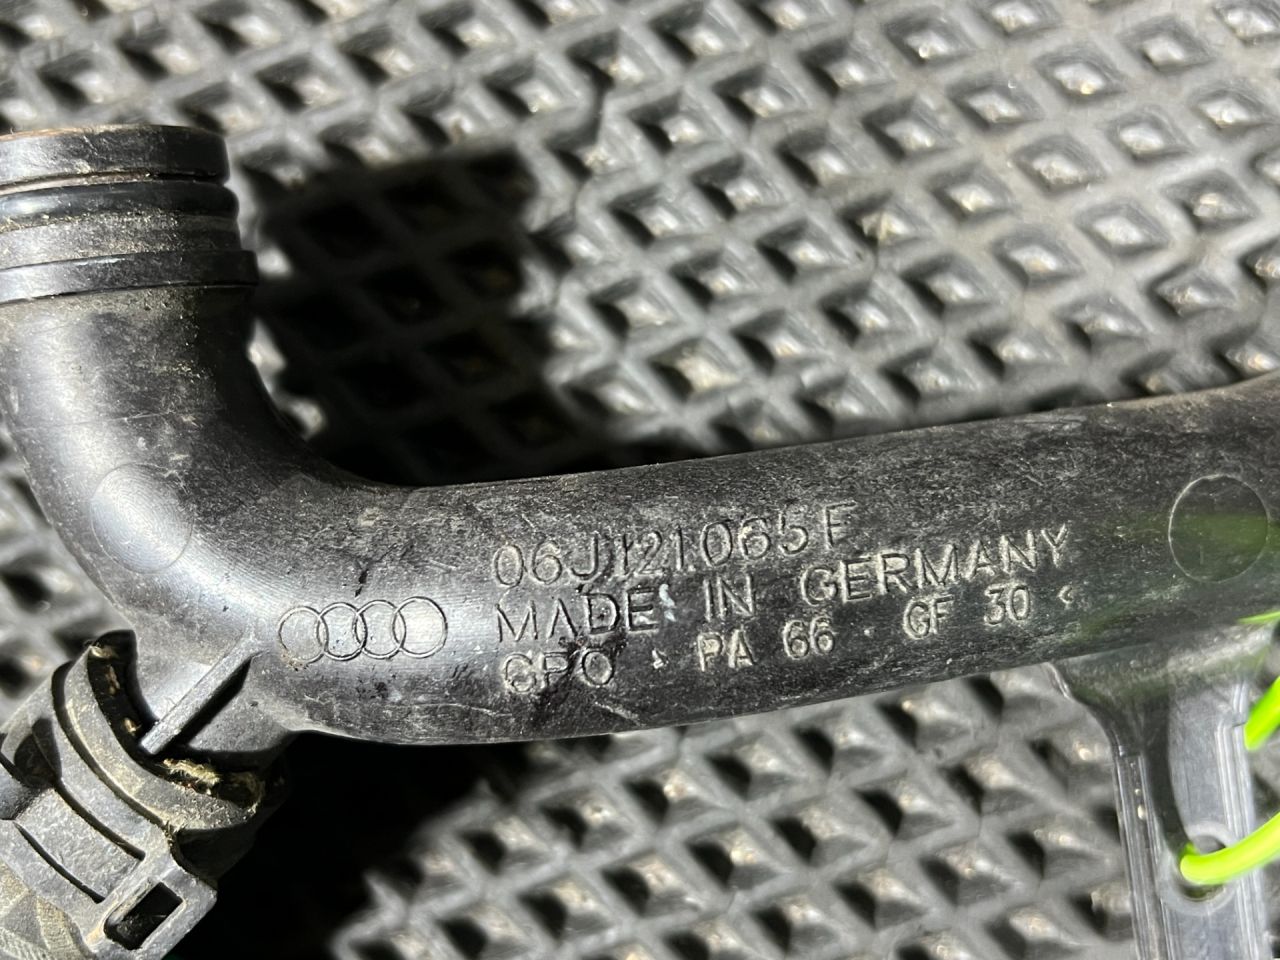 06J121065F
MADE IN GERMANY
GPO > PA 66 · GF 30 <